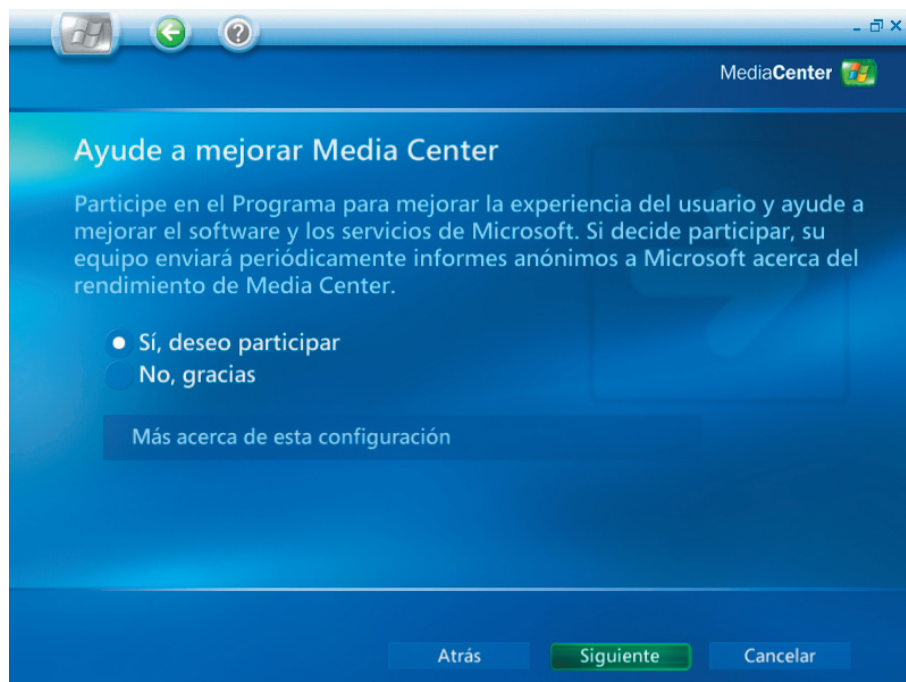 MediaCenter
Ayude a mejorar Media Center
Participe en el Programa para mejorar la experiencia del usuario y ayude a
mejorar el software y los servicios de Microsoft. Si decide participar, su
equipo enviará periódicamente informes anónimos a Microsoft acerca del
rendimiento de Media Center.
Sí, deseo participar
No, gracias
Más acerca de esta configuración
Atrás Siguiente Cancelar